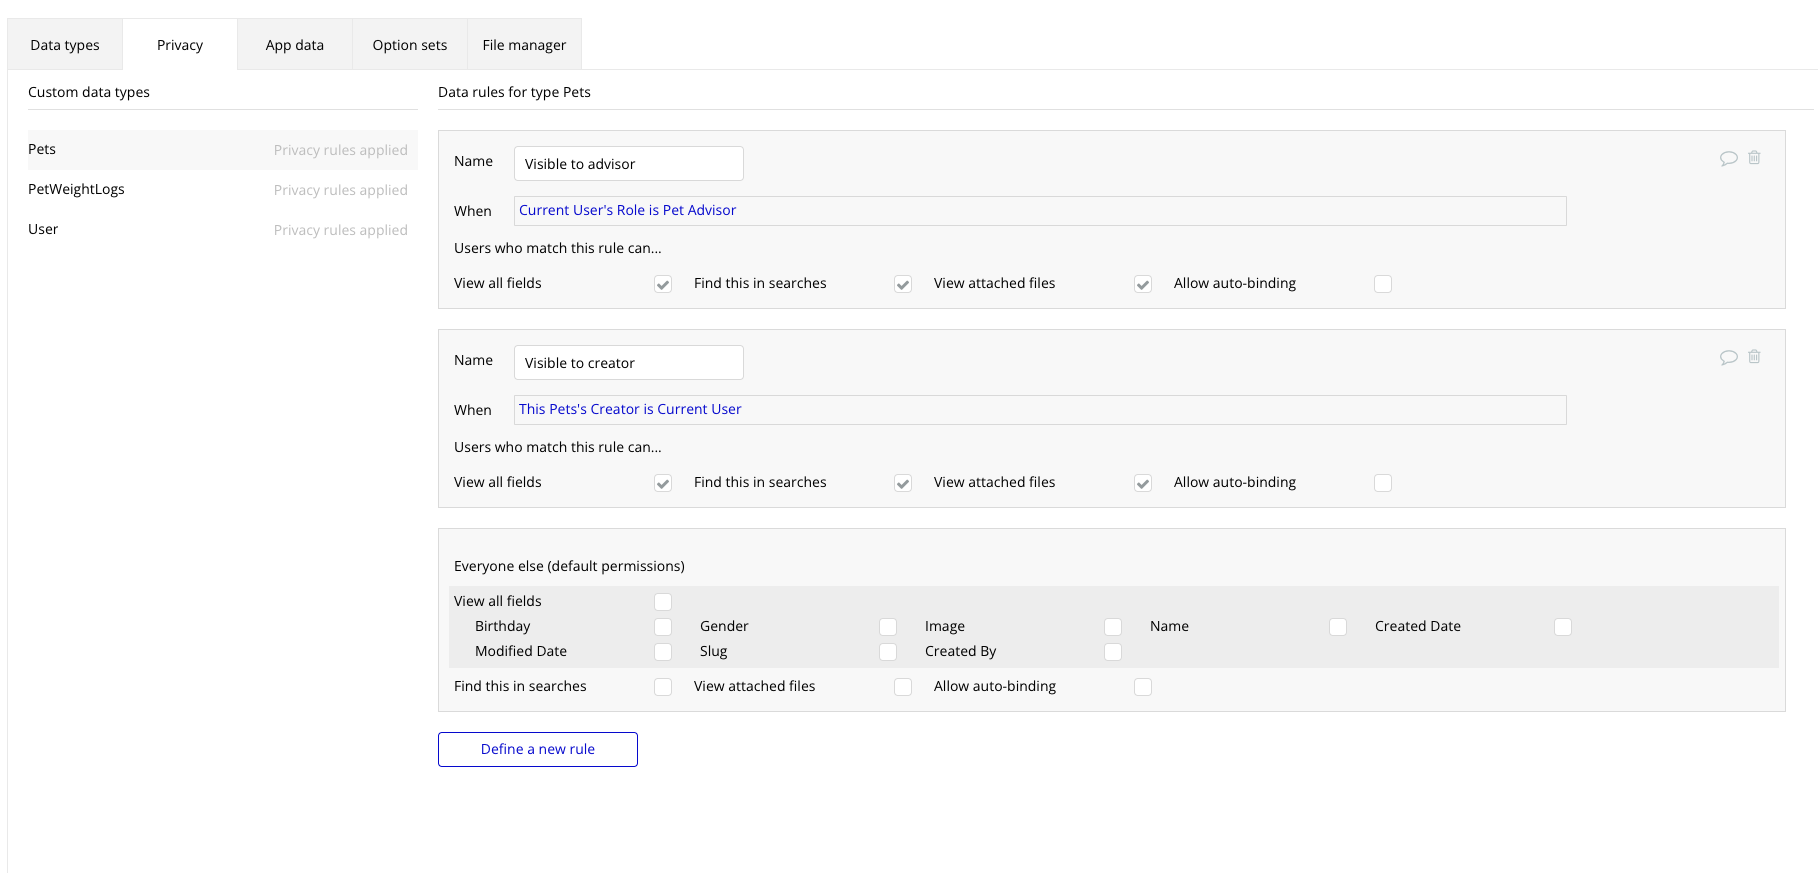 Data types Privacy App data Option sets File manager
Custom data types
Pets Privacy rules applied
PetWeightLogs Privacy rules applied
User Privacy rules applied
Data rules for type Pets
Name Visible to advisor
When Current User's Role is Pet Advisor
Users who match this rule can...
View all fields Find this in searches View attached files Allow auto-binding
Name Visible to creator
When This Pets's Creator is Current User
Users who match this rule can...
View all fields Find this in searches View attached files Allow auto-binding
Everyone else (default permissions)
View all fields
Birthday Gender Image Name Created Date
Modified Date Slug Created By
Find this in searches View attached files Allow auto-binding
Define a new rule